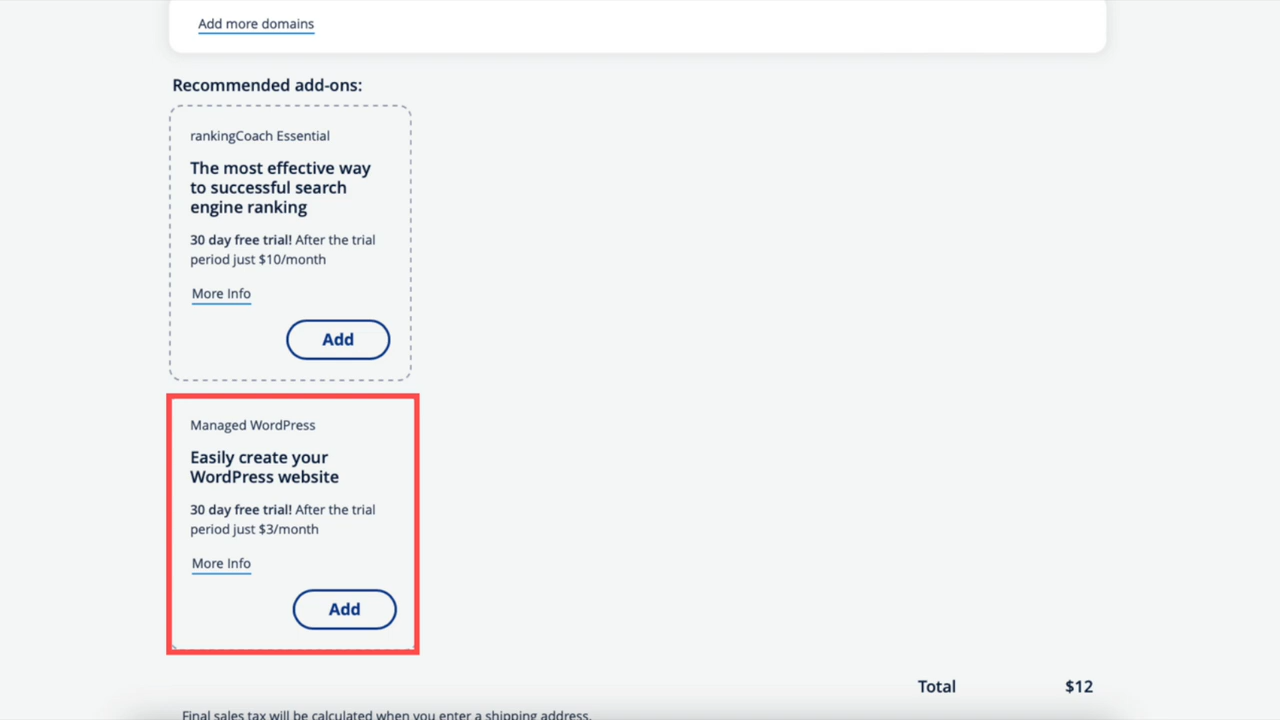 Add more domains
Recommended add-ons:
rankingCoach Essential
The most effective way
to successful search
engine ranking
30 day free trial! After the trial
period just $10/month
More Info
Add
Managed WordPress
Easily create your
WordPress website
30 day free trial! After the trial
period just $3/month
More Info
Add
Total $12
Final sales tax will be calculated when you enter a shipping address.